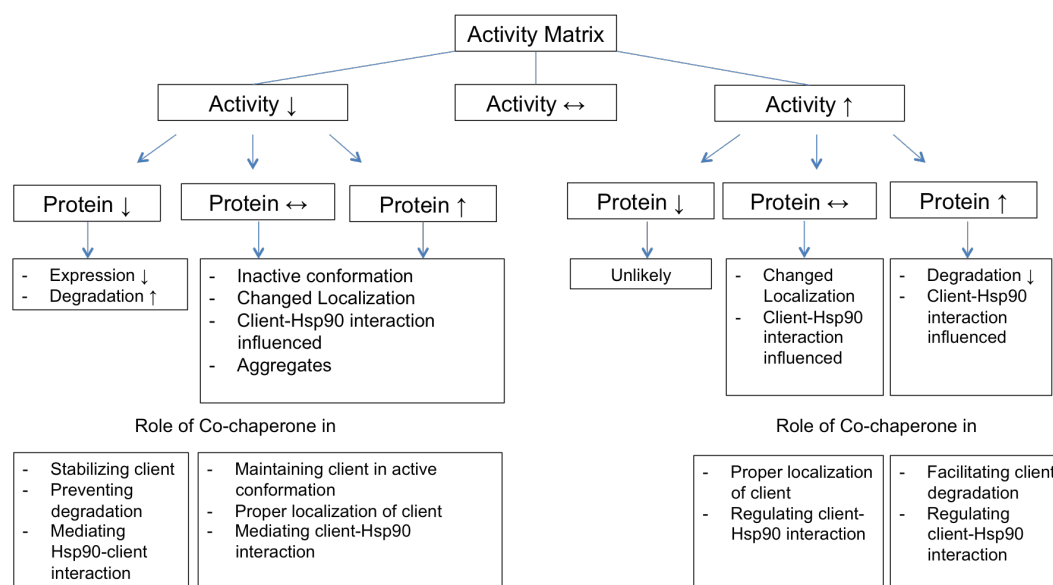 Activity Matrix
Activity ↓
Activity ↔
Activity ↑
Protein ↓
Protein ↔
Protein ↑
Protein ↓
Protein ↔
Protein ↑
- Expression ↓
- Degradation ↑
- Inactive conformation
- Changed Localization
- Client-Hsp90 interaction
influenced
- Aggregates
Unlikely
- Changed
Localization
- Client-Hsp90
interaction
influenced
- Degradation ↓
- Client-Hsp90
interaction
influenced
Role of Co-chaperone in
Role of Co-chaperone in
- Stabilizing client
- Preventing
degradation
- Mediating
Hsp90-client
interaction
- Maintaining client in active
conformation
- Proper localization of client
- Mediating client-Hsp90
interaction
- Proper localization
of client
- Regulating client-
Hsp90 interaction
- Facilitating client
degradation
- Regulating
client-Hsp90
interaction